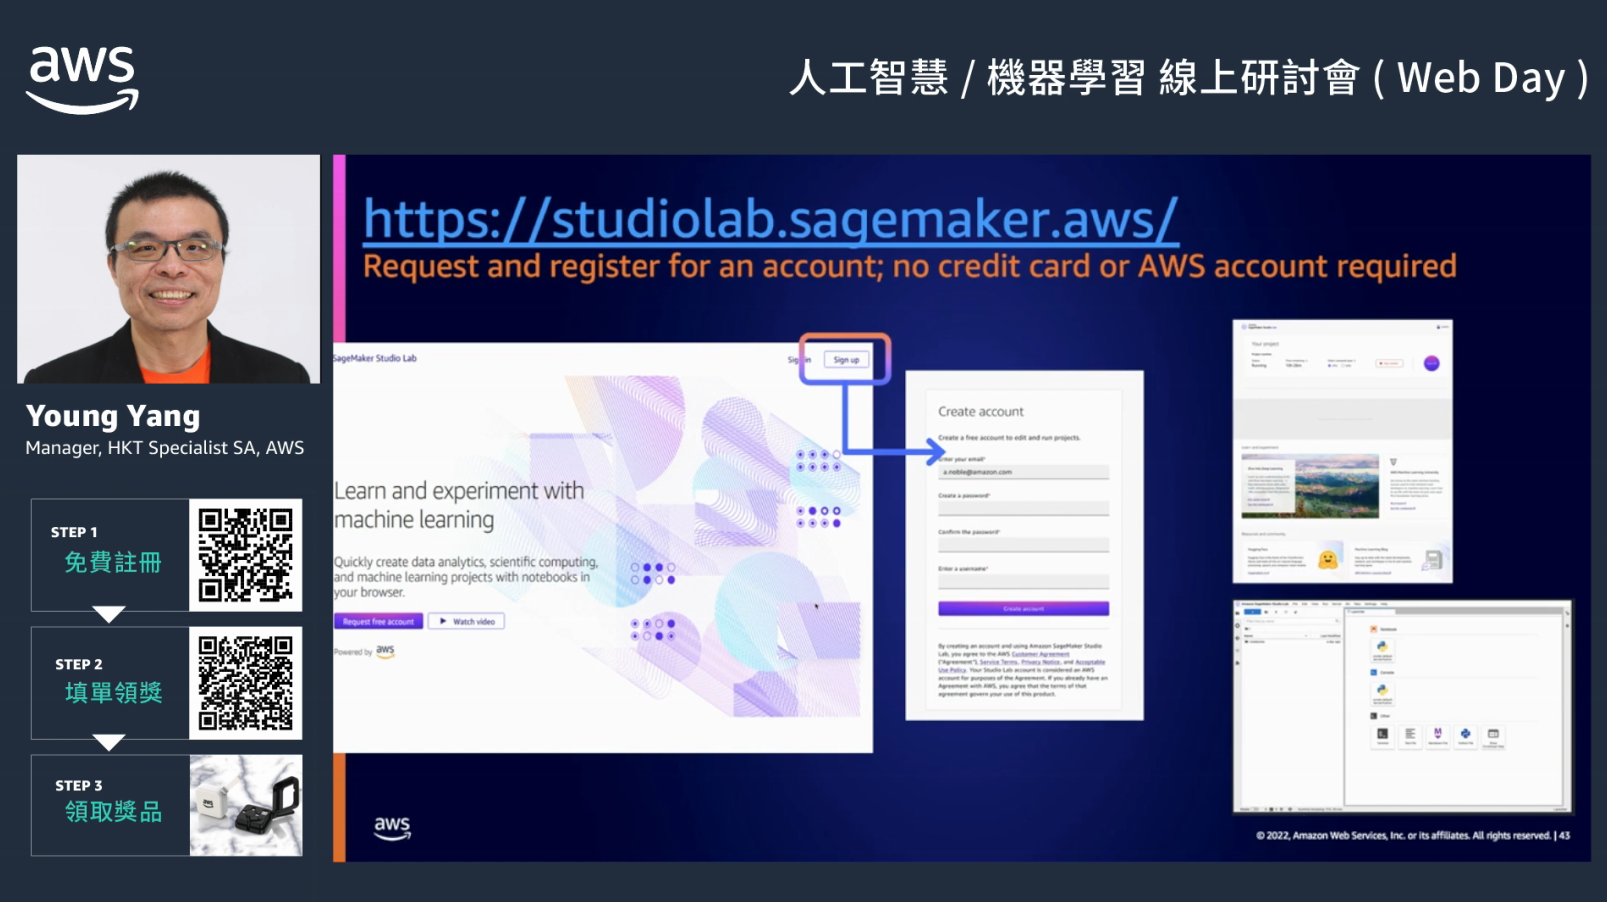 aws
人工智慧 / 機器學習 線上研討會 ( Web Day )
Young Yang
Manager, HKT Specialist SA, AWS
STEP 1
免費註冊
STEP 2
填單領獎
STEP 3
領取獎品
aws
https://studiolab.sagemaker.aws/
Request and register for an account; no credit card or AWS account required
SageMaker Studio Lab
Sign in
Sign up
Learn and experiment with
machine learning
Quickly create data analytics, scientific computing,
and machine learning projects with notebooks in
your browser.
Request free account
Watch video
Powered by aws
Create account
Create a free account to edit and run projects.
Enter your email*
a.noble@amazon.com
Create a password*
Confirm the password*
Enter a username*
Create account
By creating an account and using Amazon SageMaker Studio
Lab, you agree to the AWS Customer Agreement
("Agreement"), Service Terms, Privacy Notice, and Acceptable
Use Policy. Your Studio Lab account is considered an AWS
account for purposes of the Agreement. If you already have an
Agreement with AWS, you agree that the terms of that
agreement govern your use of this product.
Your project
Running
aws
© 2022, Amazon Web Services, Inc. or its affiliates. All rights reserved. | 43